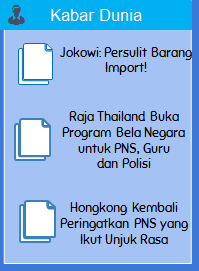 Kabar Dunia
Jokowi: Persulit Barang
Import!
Raja Thailand Buka
Program Bela Negara
untuk PNS, Guru
dan Polisi
Hongkong Kembali
Peringatkan PNS yang
Ikut Unjuk Rasa